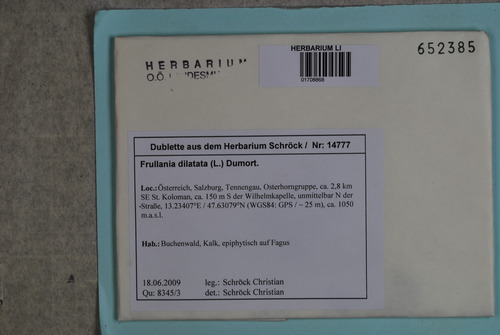 HERBARIUM
O.Ö.
HERBARIUM LI
01708868
652385
Dublette aus dem Herbarium Schröck / Nr: 14777
Frullania dilatata (L.) Dumort.
Loc.:Österreich, Salzburg, Tennengau, Osterhorngruppe, ca. 2,8 km
SE St. Koloman, ca. 150 m S der Wilhelmkapelle, unmittelbar N der
Straße, 13.23407°E / 47.63079°N (WGS84: GPS / ~ 25 m), ca. 1050
m.a.s.l.
Hab.:Buchenwald, Kalk, epiphytisch auf Fagus
18.06.2009 leg.: Schröck Christian
Qu: 8345/3 det.: Schröck Christian